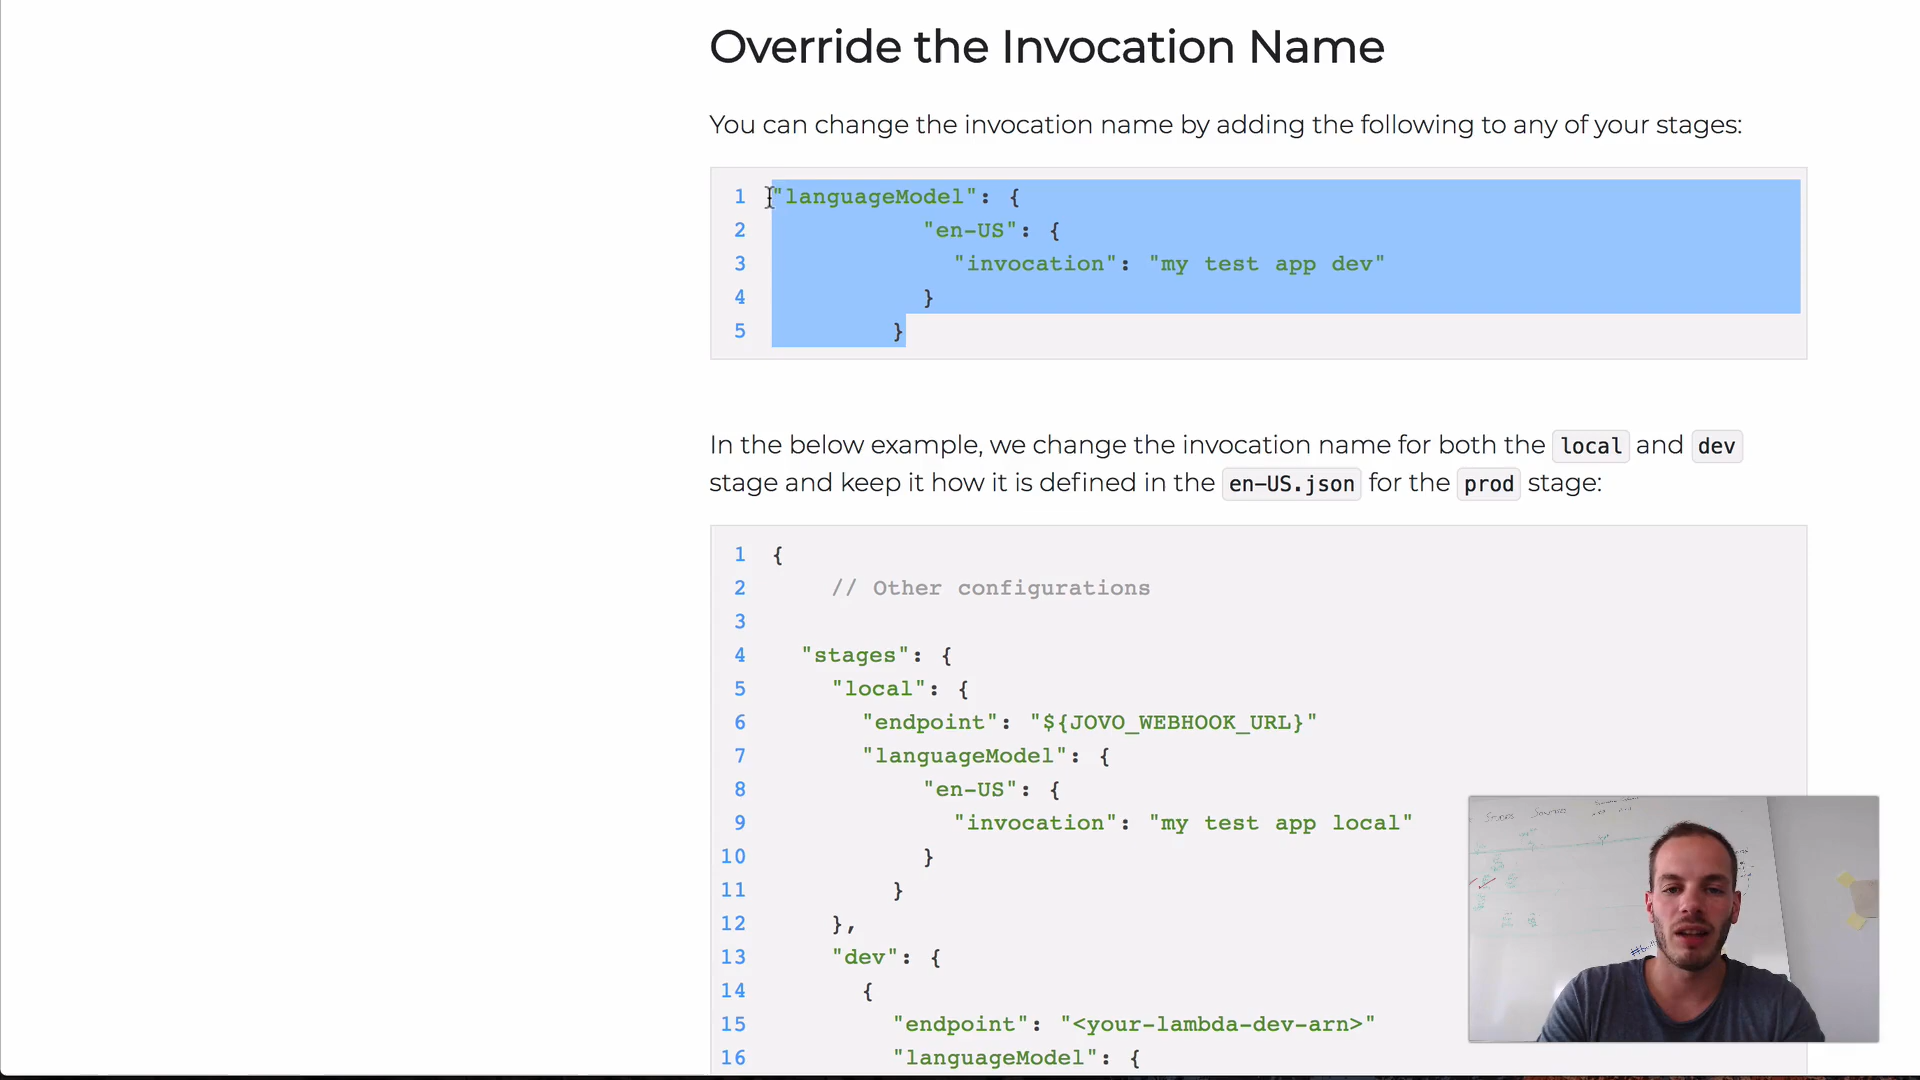 Override the Invocation Name
You can change the invocation name by adding the following to any of your stages:
1 "languageModel": {
2 "en-US": {
3 "invocation": "my test app dev"
4 }
5 }
In the below example, we change the invocation name for both the local and dev
stage and keep it how it is defined in the en-US.json for the prod stage:
1 {
2 // Other configurations
3
4 "stages": {
5 "local": {
6 "endpoint": "${JOVO_WEBHOOK_URL}"
7 "languageModel": {
8 "en-US": {
9 "invocation": "my test app local"
10 }
11 }
12 },
13 "dev": {
14 {
15 "endpoint": "<your-lambda-dev-arn>"
16 "languageModel": {